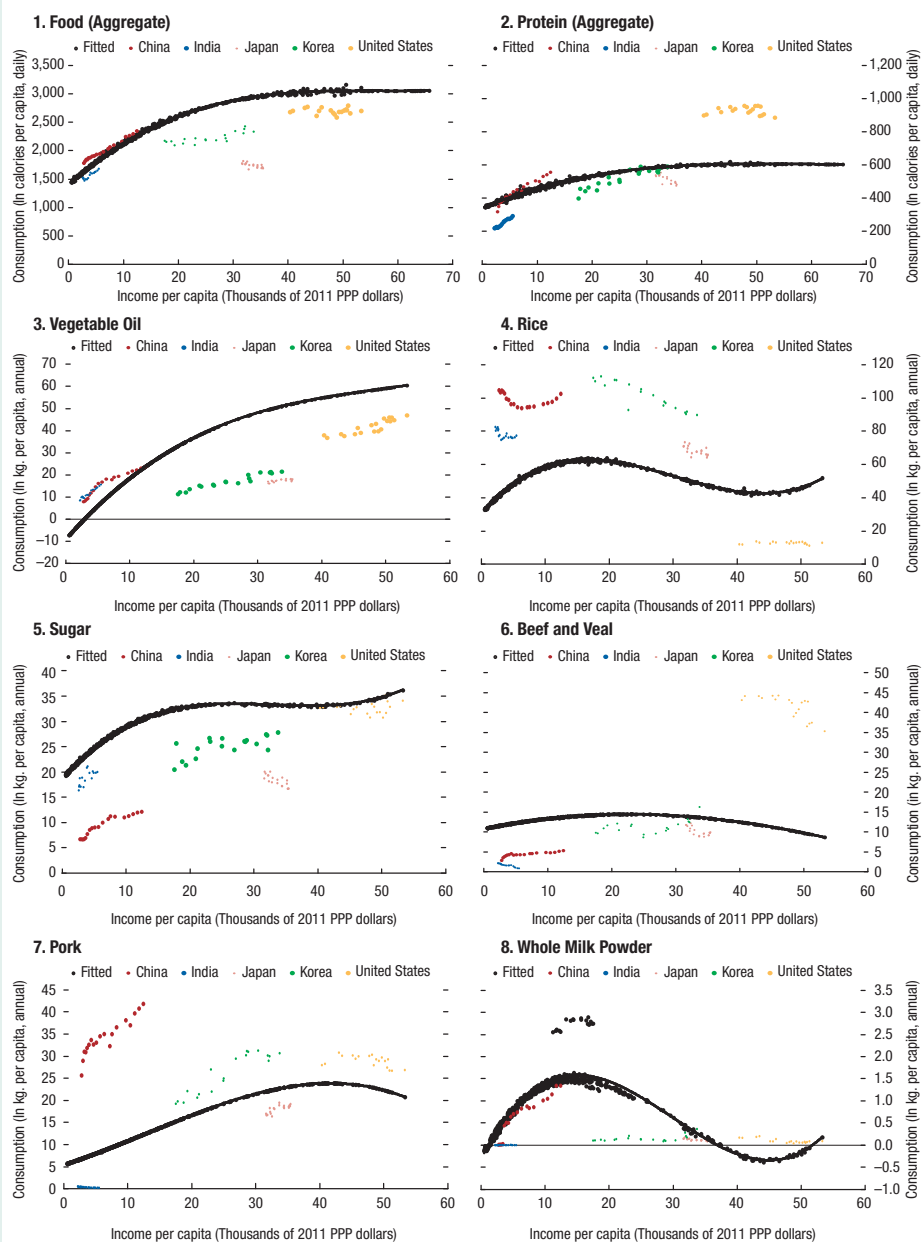 1. Food (Aggregate)
• Fitted • China • India • Japan • Korea • United States
Consumption (In calories per capita, daily)
3,500
3,000
2,500
2,000
1,500
1,000
500
0
0 10 20 30 40 50 60 70
Income per capita (Thousands of 2011 PPP dollars)
2. Protein (Aggregate)
• Fitted • China • India • Japan • Korea • United States
1,200
1,000
800
600
400
200
0
Consumption (In calories per capita, daily)
0 10 20 30 40 50 60 70
Income per capita (Thousands of 2011 PPP dollars)
3. Vegetable Oil
• Fitted • China • India • Japan • Korea • United States
Consumption (In kg. per capita, annual)
70
60
50
40
30
20
10
0
−10
−20
0 10 20 30 40 50 60
Income per capita (Thousands of 2011 PPP dollars)
4. Rice
• Fitted • China • India • Japan • Korea • United States
120
100
80
60
40
20
0
Consumption (In kg. per capita, annual)
0 10 20 30 40 50 60
Income per capita (Thousands of 2011 PPP dollars)
5. Sugar
• Fitted • China • India • Japan • Korea • United States
Consumption (In kg. per capita, annual)
40
35
30
25
20
15
10
5
0
0 10 20 30 40 50 60
Income per capita (Thousands of 2011 PPP dollars)
6. Beef and Veal
• Fitted • China • India • Japan • Korea • United States
50
45
40
35
30
25
20
15
10
5
0
Consumption (in kg. per capita, annual)
0 10 20 30 40 50 60
Income per capita (Thousands of 2011 PPP dollars)
7. Pork
• Fitted • China • India • Japan • Korea • United States
Consumption (In kg. per capita, annual)
45
40
35
30
25
20
15
10
5
0
0 10 20 30 40 50 60
Income per capita (Thousands of 2011 PPP dollars)
8. Whole Milk Powder
• Fitted • China • India • Japan • Korea • United States
3.5
3.0
2.5
2.0
1.5
1.0
0.5
0.0
−0.5
−1.0
Consumption (In kg. per capita, annual)
0 10 20 30 40 50 60
Income per capita (Thousands of 2011 PPP dollars)